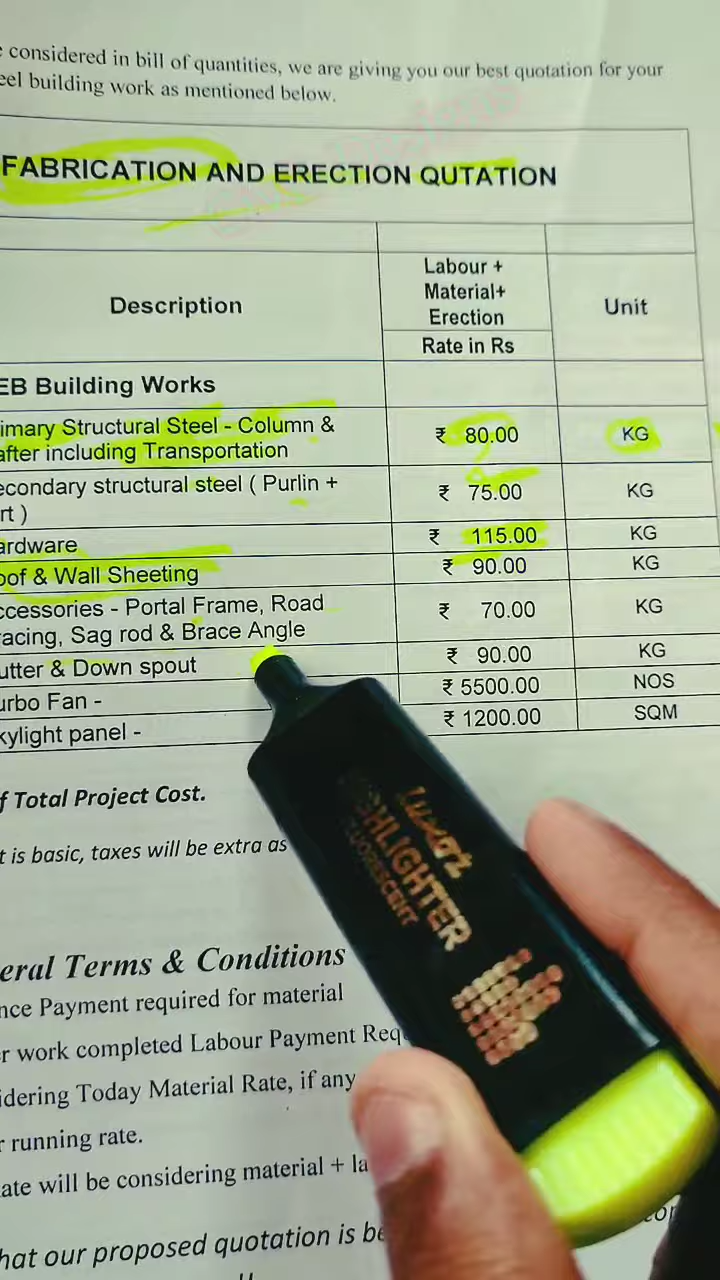 considered in bill of quantities, we are giving you our best quotation for your
eel building work as mentioned below.
FABRICATION AND ERECTION QUTATION
Description
Labour +
Material+
Erection
Rate in Rs
Unit
EB Building Works
imary Structural Steel - Column &
after including Transportation
₹ 80.00
KG
econdary structural steel ( Purlin +
rt )
₹ 75.00
KG
ardware
₹ 115.00
KG
oof & Wall Sheeting
₹ 90.00
KG
ccessories - Portal Frame, Road
racing, Sag rod & Brace Angle
₹ 70.00
KG
utter & Down spout
₹ 90.00
KG
urbo Fan -
₹ 5500.00
NOS
kylight panel -
₹ 1200.00
SQM
f Total Project Cost.
t is basic, taxes will be extra as
eral Terms & Conditions
nce Payment required for material
r work completed Labour Payment Req
idering Today Material Rate, if any
r running rate.
ate will be considering material + la
hat our proposed quotation is be
Luxor
HIGHLIGHTER
FLUORESCENT